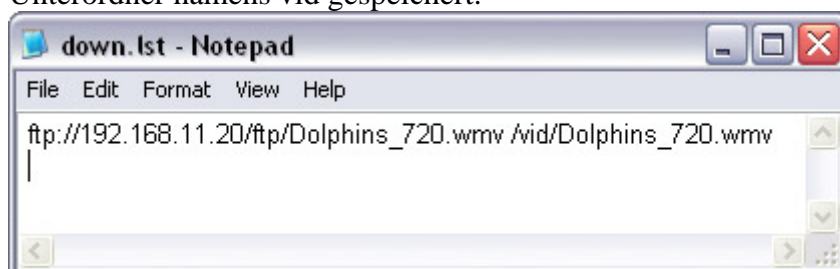 Unterordner namens vid gespeichert.
down.lst - Notepad
File Edit Format View Help
ftp://192.168.11.20/ftp/Dolphins_720.wmv /vid/Dolphins_720.wmv